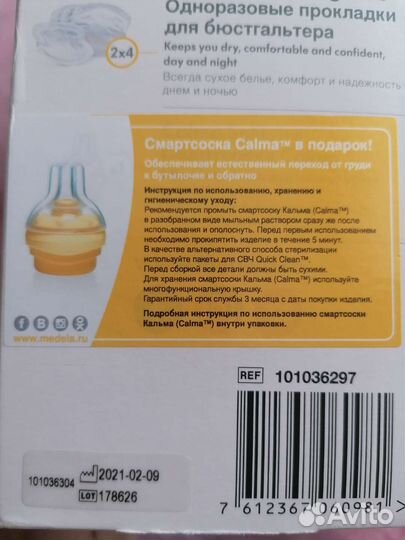 Одноразовые прокладки
для бюстгальтера
2x4
Keeps you dry, comfortable and confident,
day and night
Всегда сухое белье, комфорт и надежность
днем и ночью
Смартсоска Calma™ в подарок!
Обеспечивает естественный переход от груди
к бутылочке и обратно
Инструкция по использованию, хранению и
гигиеническому уходу:
Рекомендуется промыть смартсоску Кальма (Calma™)
в разобранном виде мыльным раствором сразу же после
использования и ополоснуть. Перед первым использованием
необходимо прокипятить изделие в течение 5 минут.
В качестве альтернативного способа стерилизации
используйте пакеты для СВЧ Quick Clean™.
Перед сборкой все детали должны быть сухими.
Для хранения смартсоски Кальма (Calma™) используйте
многофункциональную крышку.
Гарантийный срок службы 3 месяца с даты покупки изделия.
Подробная инструкция по использованию смартсоски
Кальма (Calma™) внутри упаковки.
www.medela.ru
REF 101036297
101036304
2021-02-09
LOT 178626
7 612367 060981 >
Avito